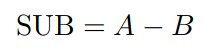 SUB = A − B